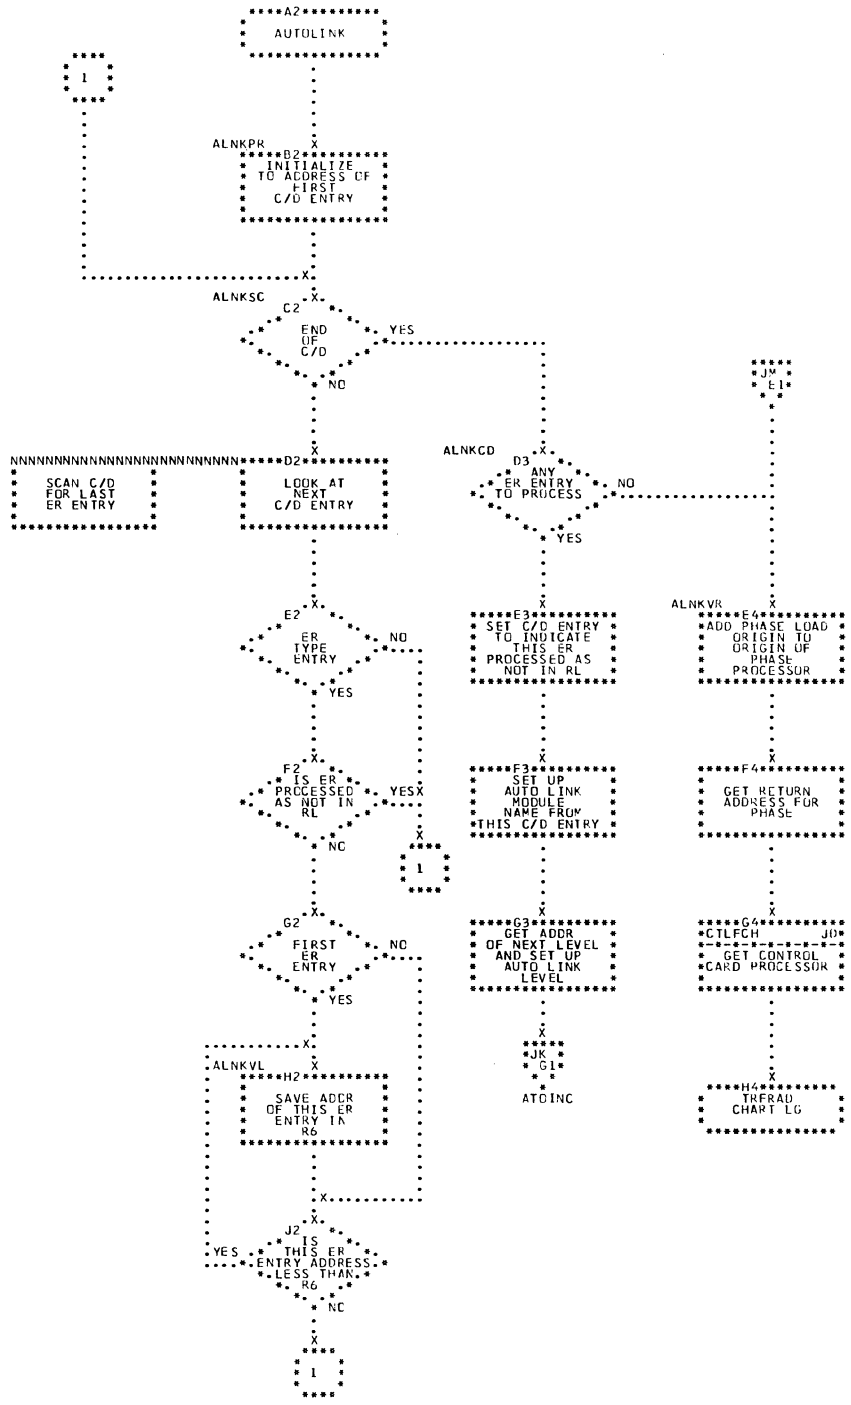 A2
AUTOLINK
1
ALNKPR
X
B2
INITIALIZE
TO ADDRESS OF
FIRST
C/D ENTRY
X
ALNKSC
X
C2
END
OF
C/D
YES
NO
JM
E1
X
NNNNNNNNNNNNNNNNNNNNNNNNNN
D2
SCAN C/D
FOR LAST
ER ENTRY
LOOK AT
NEXT
C/D ENTRY
ALNKCD
X
D3
ANY
ER ENTRY
TO PROCESS
NO
YES
X
E2
ER
TYPE
ENTRY
NO
YES
X
E3
SET C/D ENTRY
TO INDICATE
THIS ER
PROCESSED AS
NOT IN RL
ALNKVR
X
E4
ADD PHASE LOAD
ORIGIN TO
ORIGIN OF
PHASE
PROCESSOR
X
F2
IS ER
PROCESSED
AS NOT IN
RL
YES
X
NO
X
1
X
F3
SET UP
AUTO LINK
MODULE
NAME FROM
THIS C/D ENTRY
X
F4
GET RETURN
ADDRESS FOR
PHASE
X
G2
FIRST
ER
ENTRY
NO
YES
X
G3
GET ADDR
OF NEXT LEVEL
AND SET UP
AUTO LINK
LEVEL
X
G4
CTLFCH JO
GET CONTROL
CARD PROCESSOR
X
ALNKVL
X
H2
SAVE ADDR
OF THIS ER
ENTRY IN
R6
X
JK
G1
ATOINC
X
H4
TRFRAD
CHART LG
X
X
J2
IS
THIS ER
ENTRY ADDRESS
LESS THAN
R6
YES
NO
X
1